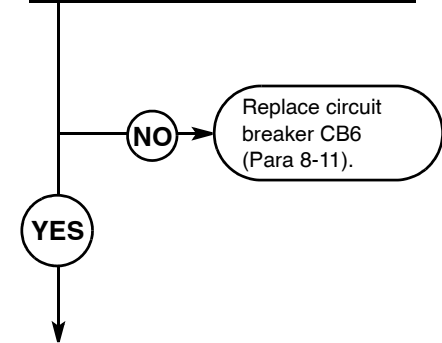 NO
Replace circuit
breaker CB6
(Para 8-11).
YES